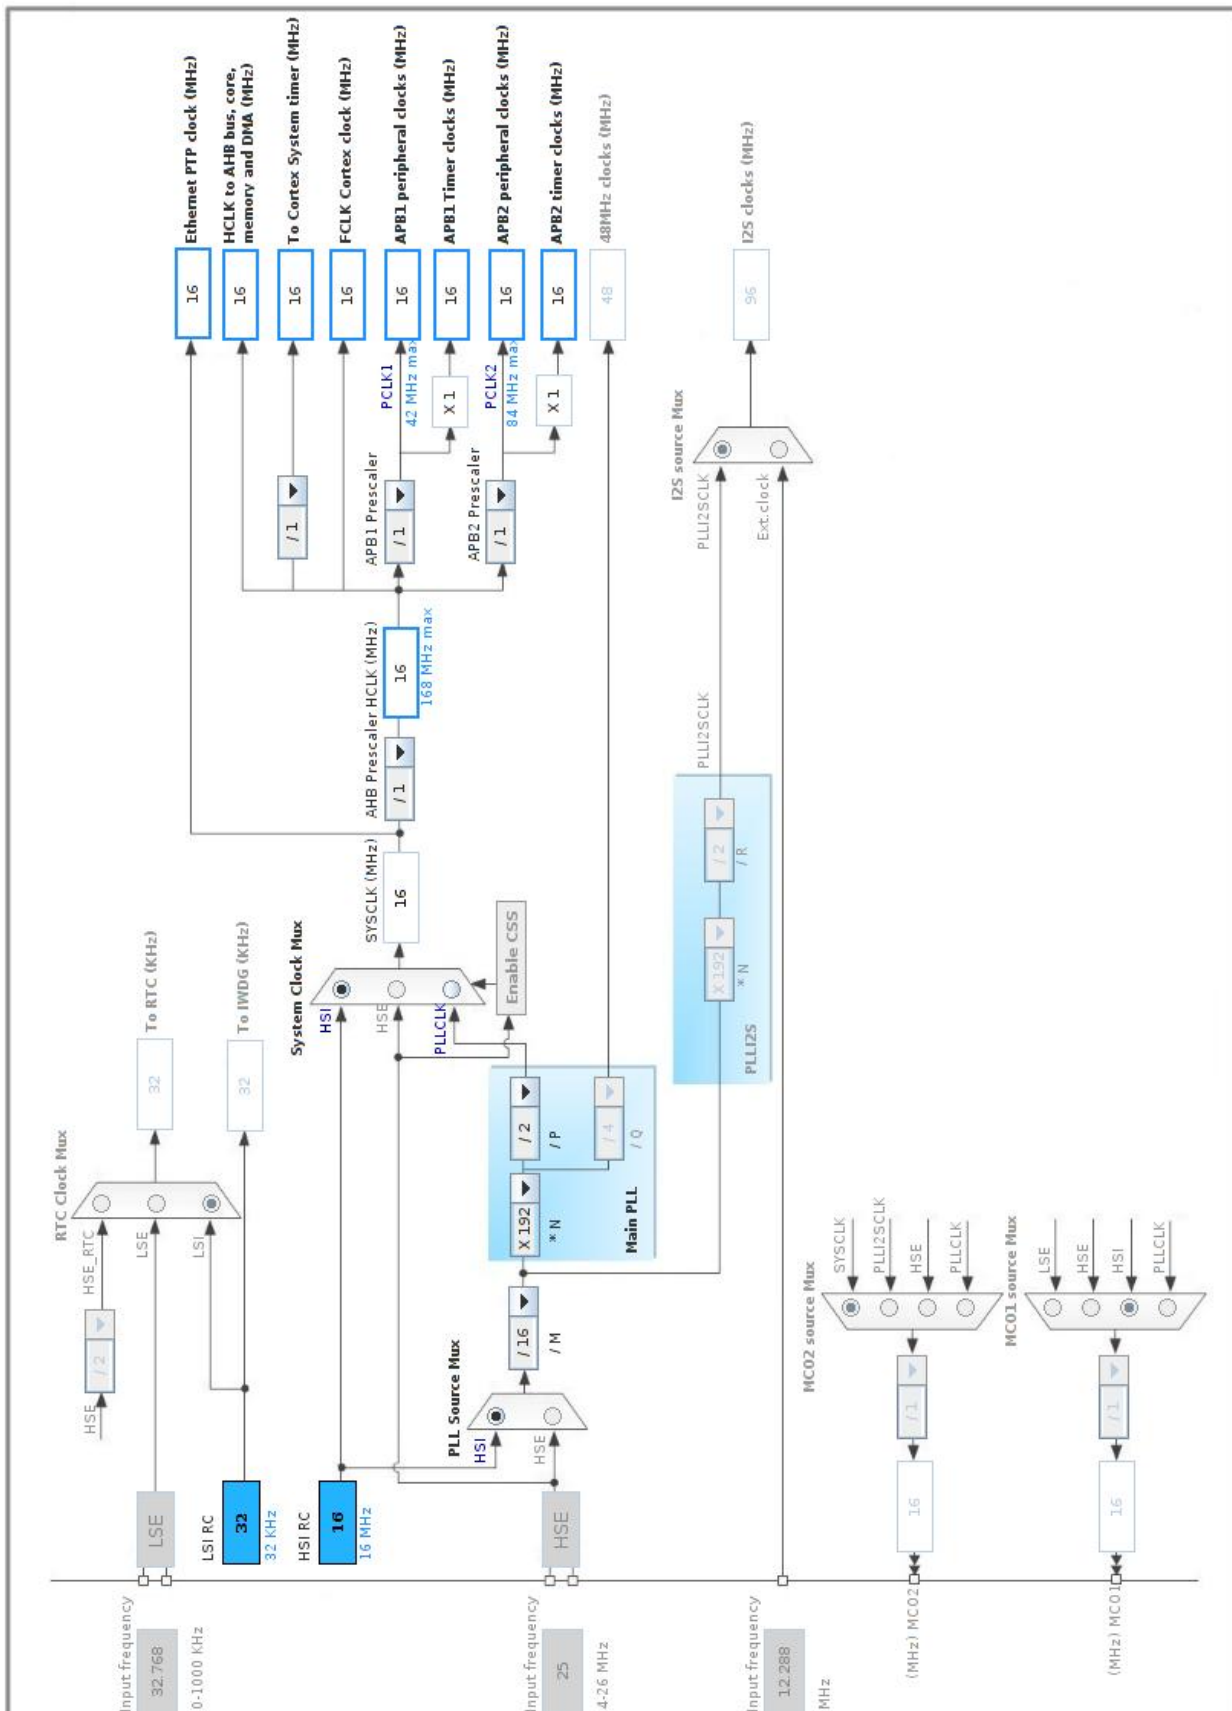 Input frequency
32.768
0-1000 KHz
LSE
HSE
/ 2
HSE_RTC
LSE
LSI
RTC Clock Mux
32
To RTC (KHz)
32
To IWDG (KHz)
LSI RC
32
32 KHz
HSI RC
16
16 MHz
Input frequency
25
4-26 MHz
HSE
PLL Source Mux
HSI
HSE
/ 16
/ M
X 192
* N
/ 2
/ P
/ 4
/ Q
Main PLL
System Clock Mux
HSI
HSE
PLLCLK
Enable CSS
SYSCLK (MHz)
16
AHB Prescaler
/ 1
HCLK (MHz)
16
168 MHz max
/ 1
APB1 Prescaler
/ 1
PCLK1
42 MHz max
X 1
APB2 Prescaler
/ 1
PCLK2
84 MHz max
X 1
16
Ethernet PTP clock (MHz)
16
HCLK to AHB bus, core,
memory and DMA (MHz)
16
To Cortex System timer (MHz)
16
FCLK Cortex clock (MHz)
16
APB1 peripheral clocks (MHz)
16
APB1 Timer clocks (MHz)
16
APB2 peripheral clocks (MHz)
16
APB2 timer clocks (MHz)
48
48MHz clocks (MHz)
PLLI2S
X 192
* N
/ 2
/ R
PLLI2SCLK
I2S source Mux
PLLI2SCLK
Ext.clock
96
I2S clocks (MHz)
Input frequency
12.288
MHz
MCO2 source Mux
SYSCLK
PLLI2SCLK
HSE
PLLCLK
/ 1
16
(MHz) MCO2
MCO1 source Mux
LSE
HSE
HSI
PLLCLK
/ 1
16
(MHz) MCO1